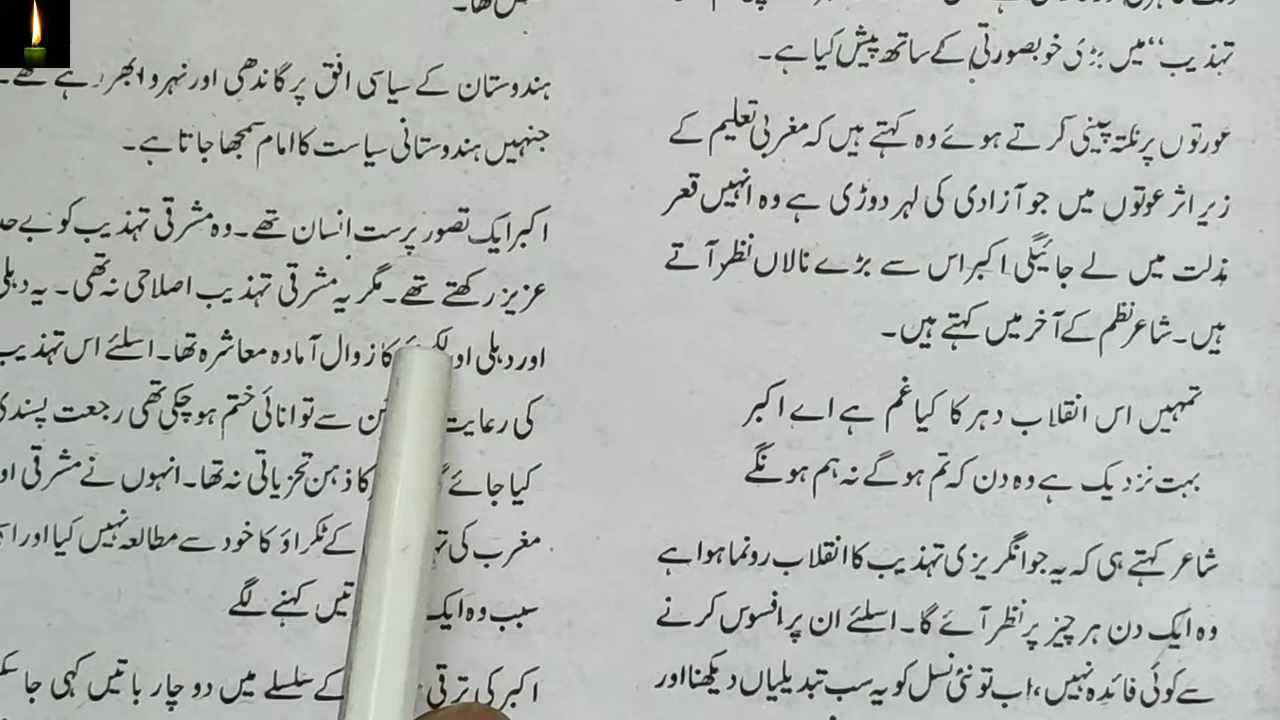 تہذیب‘‘ میں بڑی خوبصورتی کے ساتھ پیش کیا ہے۔
عورتوں پر نکتہ چینی کرتے ہوئے وہ کہتے ہیں کہ مغربی تعلیم کے
زیر اثر عوتوں میں جو آزادی کی لہر دوڑی ہے وہ انہیں قعر
مذلت میں لے جائیگی اکبر اس سے بڑے نالاں نظر آتے
ہیں۔ شاعر نظم کے آخر میں کہتے ہیں۔
تمہیں اس انقلاب دہر کا کیا غم ہے اے اکبر
بہت نزدیک ہے وہ دن کہ تم ہوگے نہ ہم ہونگے
شاعر کہتے ہی کہ یہ جو انگریزی تہذیب کا انقلاب رونما ہوا ہے
وہ ایک دن ہر چیز پر نظر آئے گا۔ اسلئے ان پر افسوس کرنے
سے کوئی فائدہ نہیں، اب تو نئی نسل کو یہ سب تبدیلیاں دیکھنا اور
ہندوستان کے سیاسی افق پر گاندھی اور نہرو ابھر رہے تھے۔
جنہیں ہندوستانی سیاست کا امام سمجھا جاتا ہے۔
اکبر ایک تصور پرست انسان تھے۔ وہ مشرقی تہذیب کو بے حد
عزیز رکھتے تھے۔ مگر یہ مشرقی تہذیب اصلاحی نہ تھی۔ یہ دہلی
اور دہلی کا زوال آمادہ معاشرہ تھا۔ اسلئے اس تہذیب
کی رعایت سے توانائی ختم ہوچکی تھی رجعت پسندی
کیا جائے کا ذہن تجزیاتی نہ تھا۔ انہوں نے مشرقی او
مغرب کی کے ٹکراؤ کا خود سے مطالعہ نہیں کیا اور
سبب وہ ایک کہنے لگے
اکبر کی ترقی کے سلسلے میں دو چار باتیں کہی جا